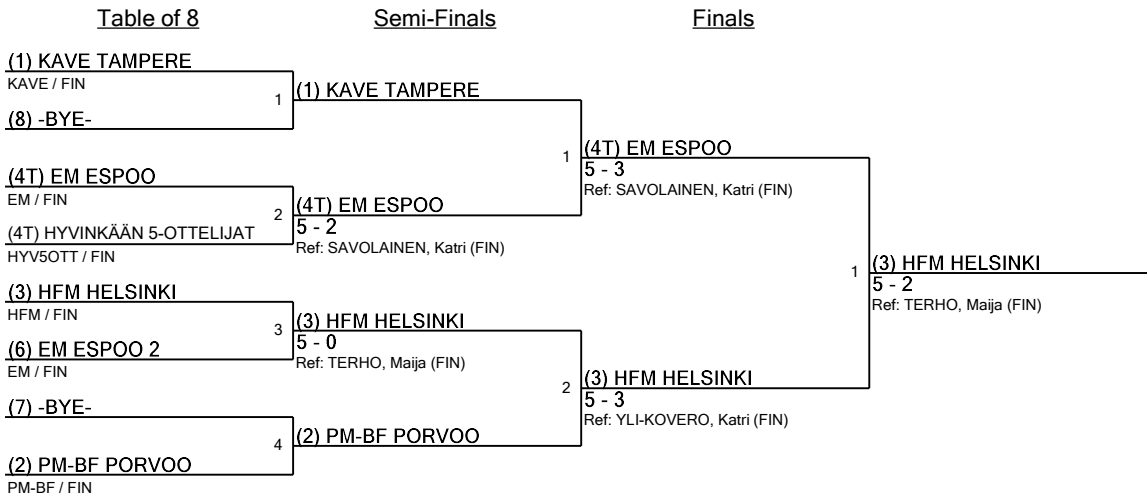 Table of 8
Semi-Finals
Finals
(1) KAVE TAMPERE
KAVE / FIN
1
(8) -BYE-
(4T) EM ESPOO
EM / FIN
2
(4T) HYVINKÄÄN 5-OTTELIJAT
HYV5OTT / FIN
(3) HFM HELSINKI
HFM / FIN
3
(6) EM ESPOO 2
EM / FIN
(7) -BYE-
4
(2) PM-BF PORVOO
PM-BF / FIN
(1) KAVE TAMPERE
1
(4T) EM ESPOO
5 - 2
Ref: SAVOLAINEN, Katri (FIN)
(3) HFM HELSINKI
5 - 0
Ref: TERHO, Maija (FIN)
2
(2) PM-BF PORVOO
(4T) EM ESPOO
5 - 3
Ref: SAVOLAINEN, Katri (FIN)
1
(3) HFM HELSINKI
5 - 3
Ref: YLI-KOVERO, Katri (FIN)
(3) HFM HELSINKI
5 - 2
Ref: TERHO, Maija (FIN)